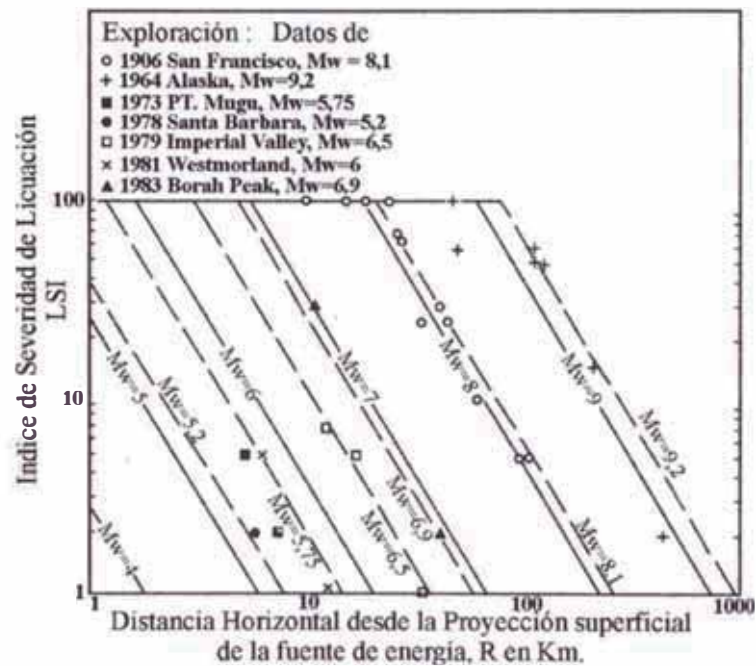 Exploración : Datos de
○ 1906 San Francisco, Mw = 8,1
+ 1964 Alaska, Mw=9,2
■ 1973 PT. Mugu, Mw=5,75
● 1978 Santa Barbara, Mw=5,2
□ 1979 Imperial Valley, Mw=6,5
× 1981 Westmorland, Mw=6
▲ 1983 Borah Peak, Mw=6,9
Indice de Severidad de Licuación
LSI
100
10
1
Mw=4
Mw=5
Mw=5,2
Mw=5,75
Mw=6
Mw=6,5
Mw=6,9
Mw=7
Mw=8
Mw=8,1
Mw=9
Mw=9,2
1
10
100
1000
Distancia Horizontal desde la Proyección superficial
de la fuente de energía, R en Km.